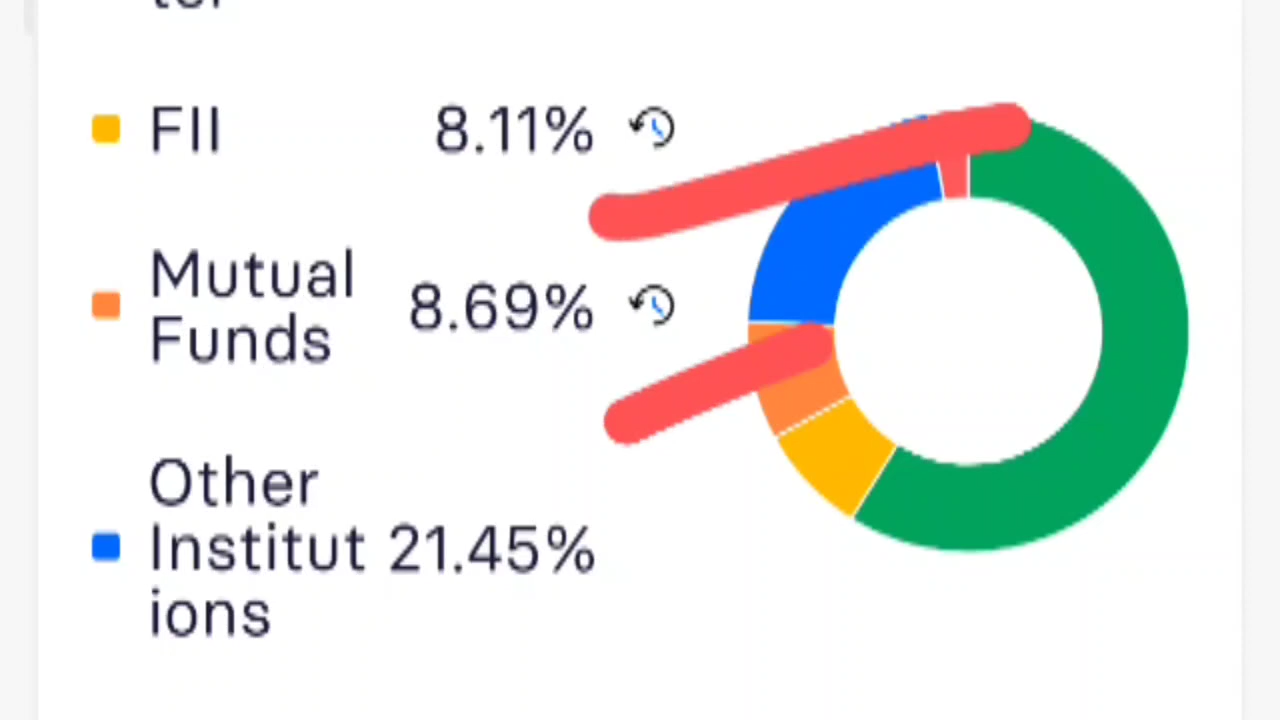 FII 8.11%
Mutual
Funds 8.69%
Other
Institut 21.45%
ions